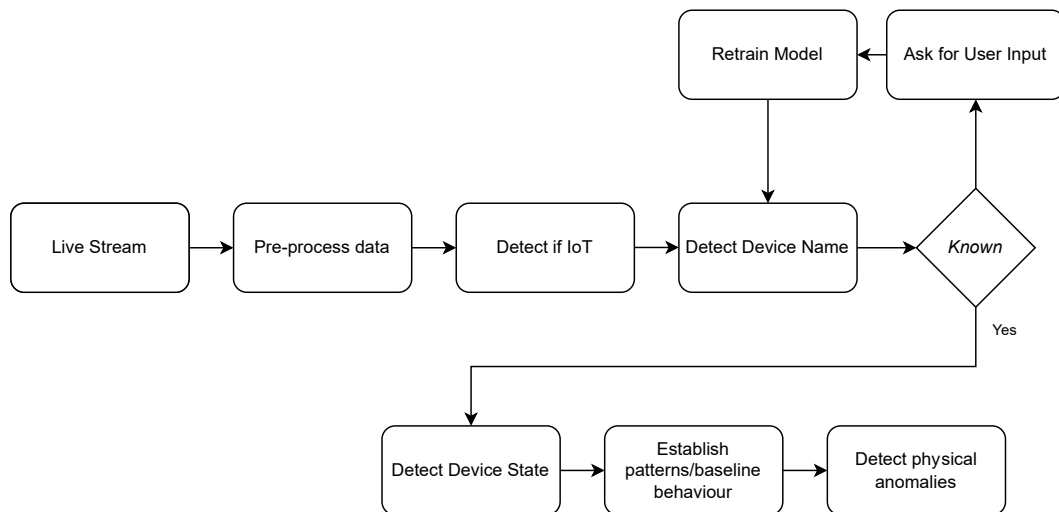 Retrain Model
Ask for User Input
Live Stream
Pre-process data
Detect if IoT
Detect Device Name
Known
Yes
Detect Device State
Establish
patterns/baseline
behaviour
Detect physical
anomalies